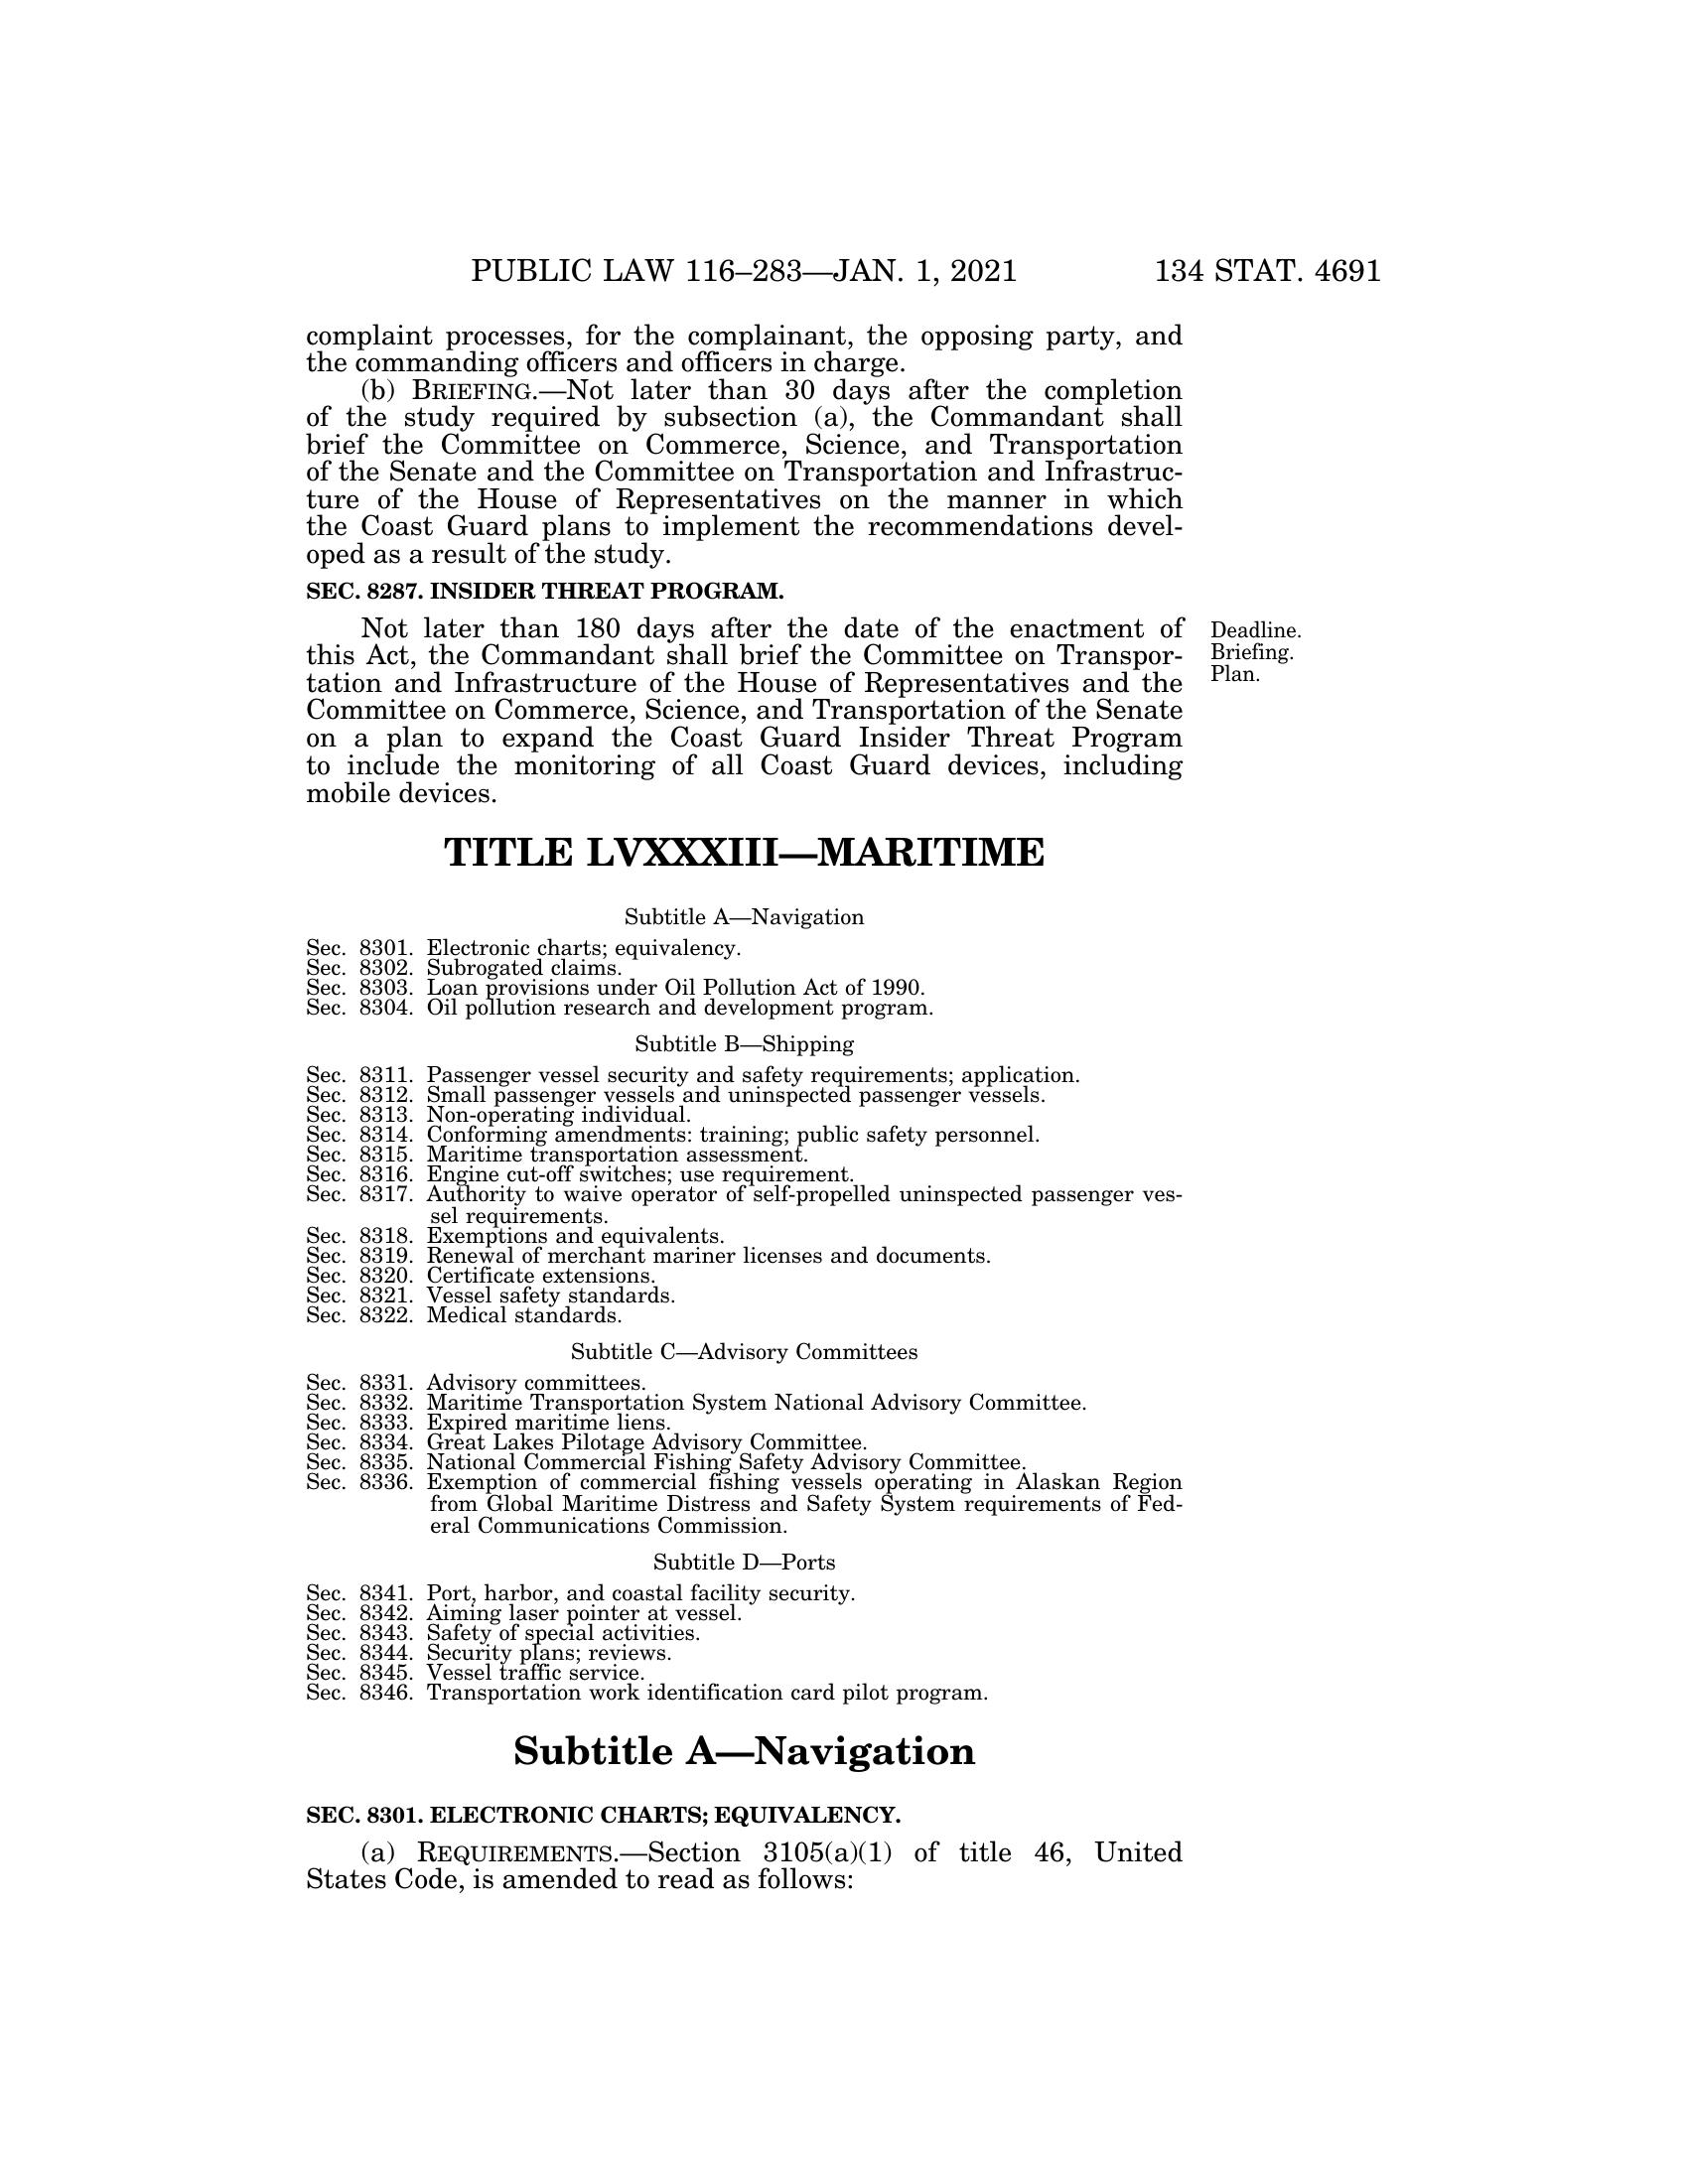 PUBLIC LAW 116–283—JAN. 1, 2021 134 STAT. 4691
complaint processes, for the complainant, the opposing party, and
the commanding officers and officers in charge.
(b) BRIEFING.—Not later than 30 days after the completion
of the study required by subsection (a), the Commandant shall
brief the Committee on Commerce, Science, and Transportation
of the Senate and the Committee on Transportation and Infrastruc-
ture of the House of Representatives on the manner in which
the Coast Guard plans to implement the recommendations devel-
oped as a result of the study.
SEC. 8287. INSIDER THREAT PROGRAM.
Not later than 180 days after the date of the enactment of
this Act, the Commandant shall brief the Committee on Transpor-
tation and Infrastructure of the House of Representatives and the
Committee on Commerce, Science, and Transportation of the Senate
on a plan to expand the Coast Guard Insider Threat Program
to include the monitoring of all Coast Guard devices, including
mobile devices.
Deadline.
Briefing.
Plan.
TITLE LVXXXIII—MARITIME
Subtitle A—Navigation
Sec. 8301. Electronic charts; equivalency.
Sec. 8302. Subrogated claims.
Sec. 8303. Loan provisions under Oil Pollution Act of 1990.
Sec. 8304. Oil pollution research and development program.
Subtitle B—Shipping
Sec. 8311. Passenger vessel security and safety requirements; application.
Sec. 8312. Small passenger vessels and uninspected passenger vessels.
Sec. 8313. Non-operating individual.
Sec. 8314. Conforming amendments: training; public safety personnel.
Sec. 8315. Maritime transportation assessment.
Sec. 8316. Engine cut-off switches; use requirement.
Sec. 8317. Authority to waive operator of self-propelled uninspected passenger ves-
sel requirements.
Sec. 8318. Exemptions and equivalents.
Sec. 8319. Renewal of merchant mariner licenses and documents.
Sec. 8320. Certificate extensions.
Sec. 8321. Vessel safety standards.
Sec. 8322. Medical standards.
Subtitle C—Advisory Committees
Sec. 8331. Advisory committees.
Sec. 8332. Maritime Transportation System National Advisory Committee.
Sec. 8333. Expired maritime liens.
Sec. 8334. Great Lakes Pilotage Advisory Committee.
Sec. 8335. National Commercial Fishing Safety Advisory Committee.
Sec. 8336. Exemption of commercial fishing vessels operating in Alaskan Region
from Global Maritime Distress and Safety System requirements of Fed-
eral Communications Commission.
Subtitle D—Ports
Sec. 8341. Port, harbor, and coastal facility security.
Sec. 8342. Aiming laser pointer at vessel.
Sec. 8343. Safety of special activities.
Sec. 8344. Security plans; reviews.
Sec. 8345. Vessel traffic service.
Sec. 8346. Transportation work identification card pilot program.
Subtitle A—Navigation
SEC. 8301. ELECTRONIC CHARTS; EQUIVALENCY.
(a) REQUIREMENTS.—Section 3105(a)(1) of title 46, United
States Code, is amended to read as follows: